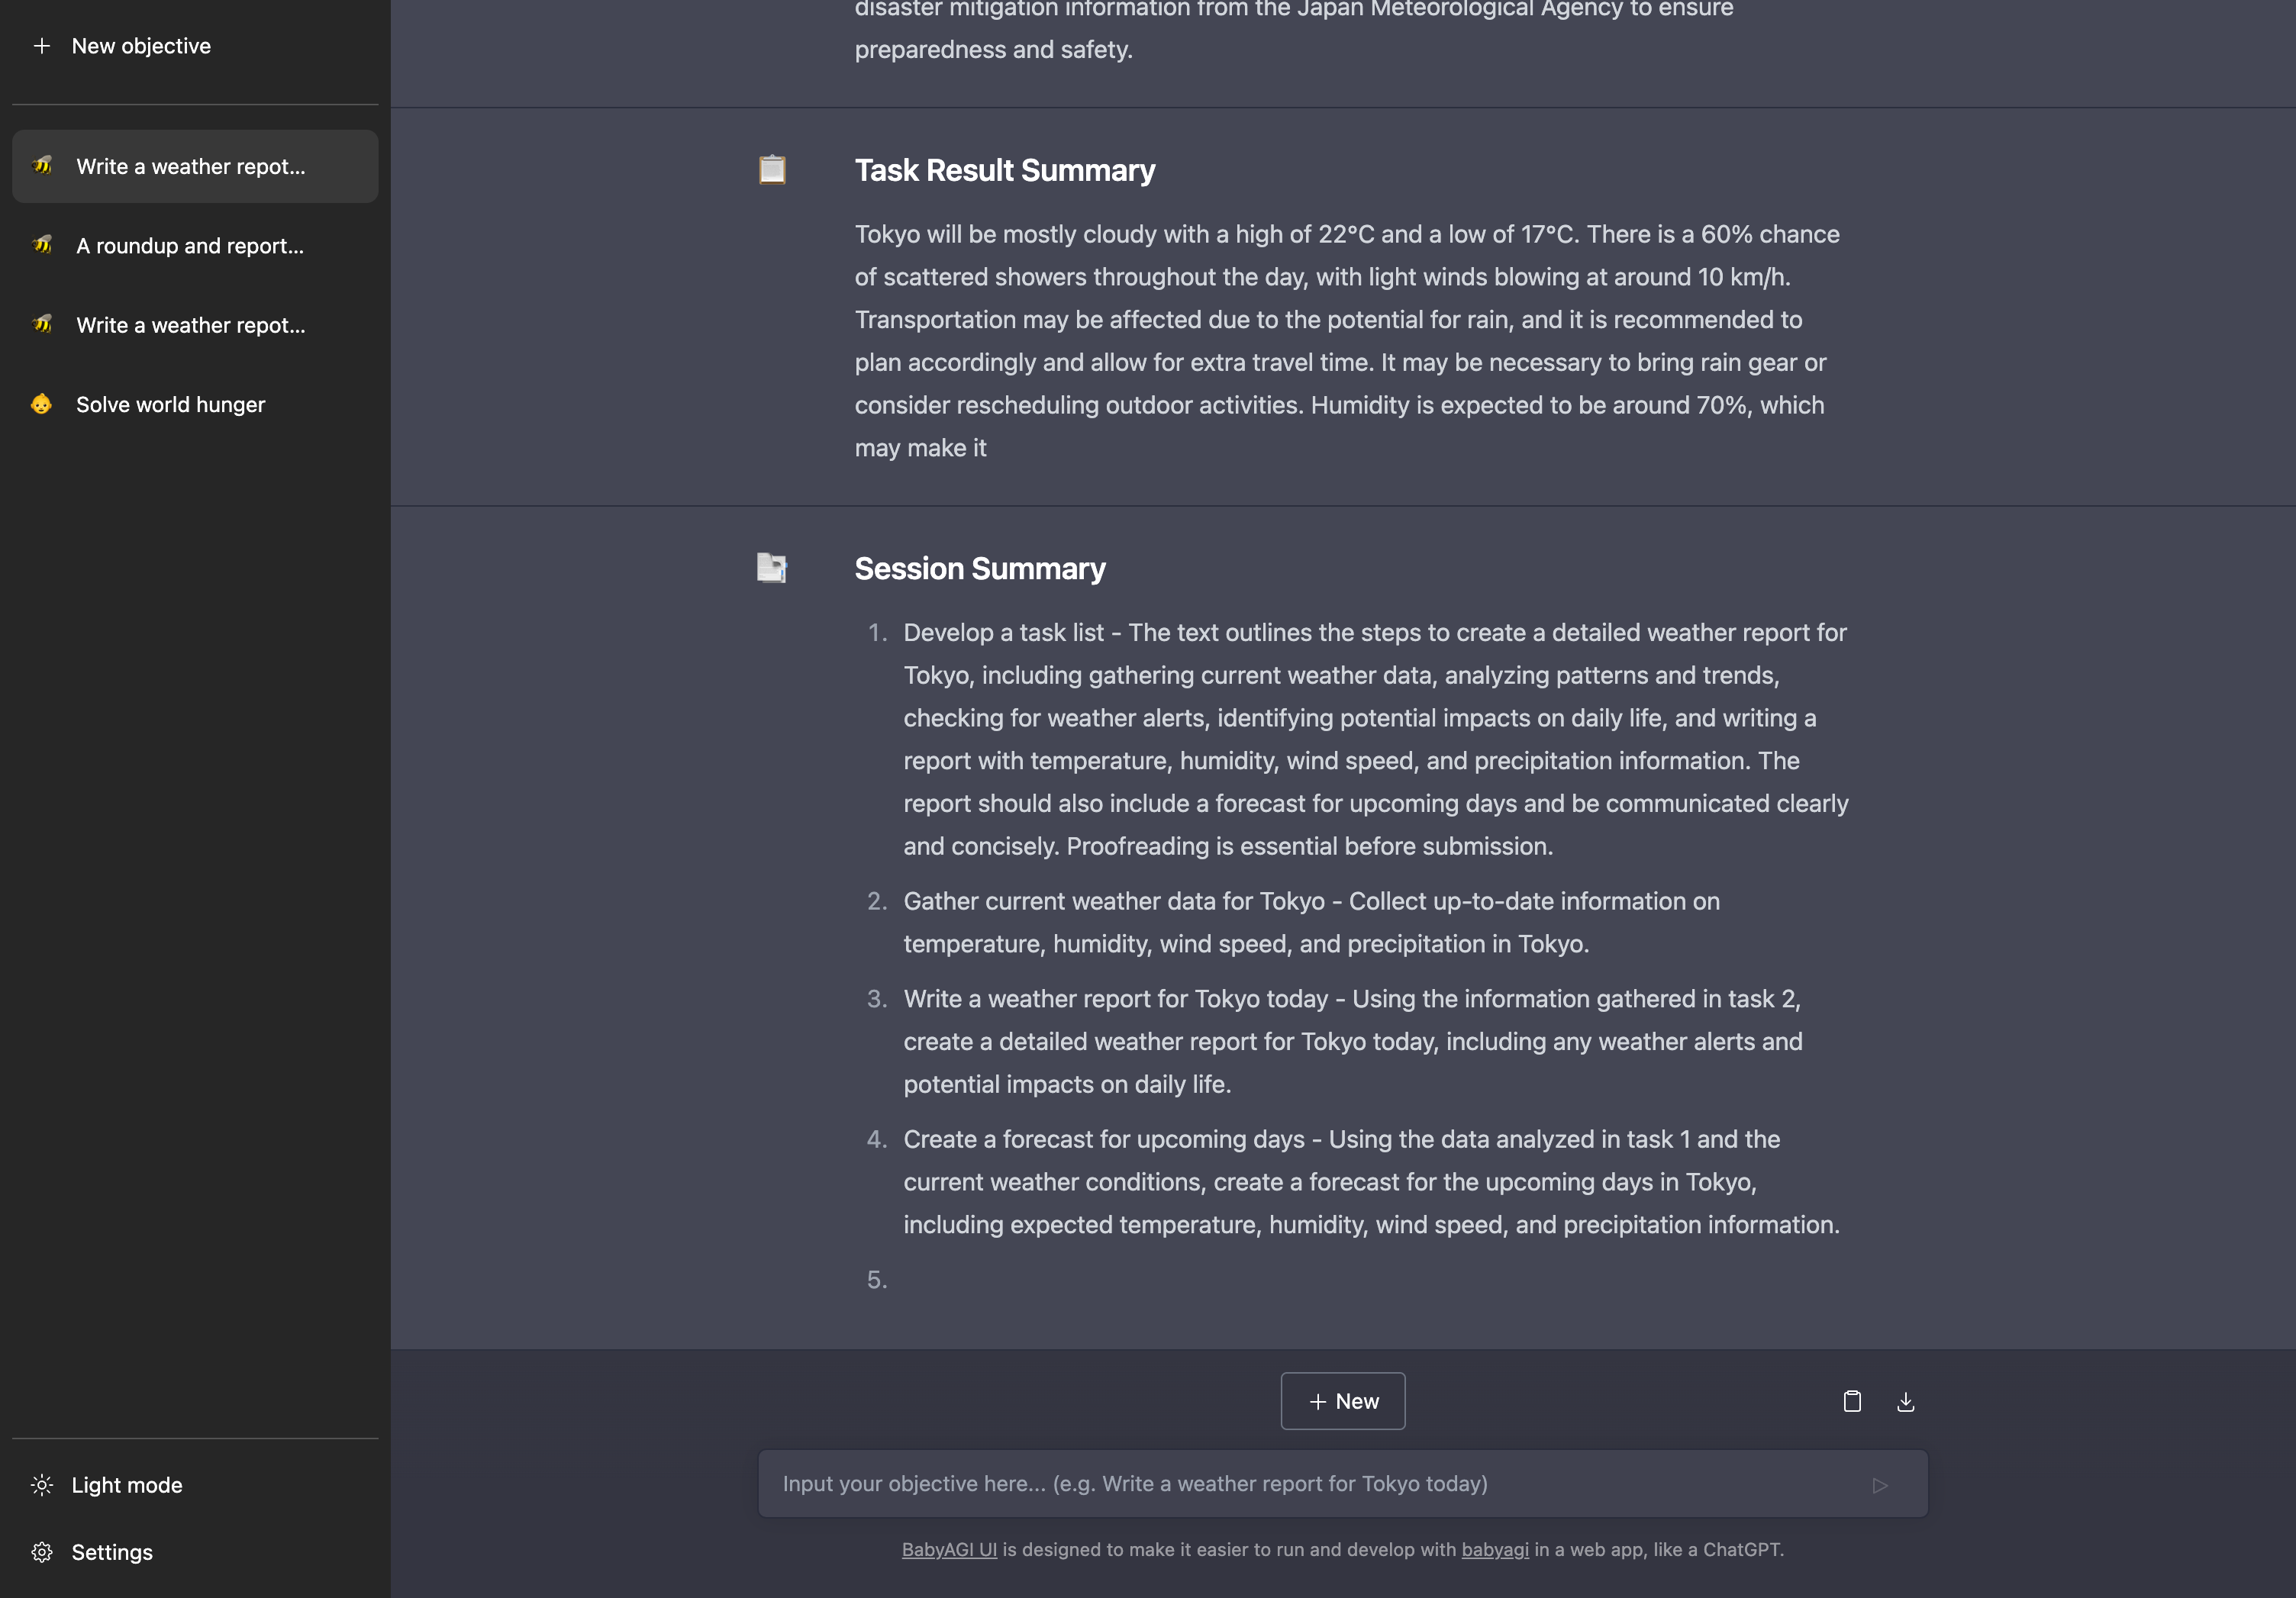 New objective
Write a weather repot...
A roundup and report...
Write a weather repot...
Solve world hunger
Light mode
Settings
disaster mitigation information from the Japan Meteorological Agency to ensure
preparedness and safety.
Task Result Summary
Tokyo will be mostly cloudy with a high of 22°C and a low of 17°C. There is a 60% chance
of scattered showers throughout the day, with light winds blowing at around 10 km/h.
Transportation may be affected due to the potential for rain, and it is recommended to
plan accordingly and allow for extra travel time. It may be necessary to bring rain gear or
consider rescheduling outdoor activities. Humidity is expected to be around 70%, which
may make it
Session Summary
1. Develop a task list - The text outlines the steps to create a detailed weather report for
Tokyo, including gathering current weather data, analyzing patterns and trends,
checking for weather alerts, identifying potential impacts on daily life, and writing a
report with temperature, humidity, wind speed, and precipitation information. The
report should also include a forecast for upcoming days and be communicated clearly
and concisely. Proofreading is essential before submission.
2. Gather current weather data for Tokyo - Collect up-to-date information on
temperature, humidity, wind speed, and precipitation in Tokyo.
3. Write a weather report for Tokyo today - Using the information gathered in task 2,
create a detailed weather report for Tokyo today, including any weather alerts and
potential impacts on daily life.
4. Create a forecast for upcoming days - Using the data analyzed in task 1 and the
current weather conditions, create a forecast for the upcoming days in Tokyo,
including expected temperature, humidity, wind speed, and precipitation information.
5.
+ New
Input your objective here... (e.g. Write a weather report for Tokyo today)
BabyAGI UI is designed to make it easier to run and develop with babyagi in a web app, like a ChatGPT.